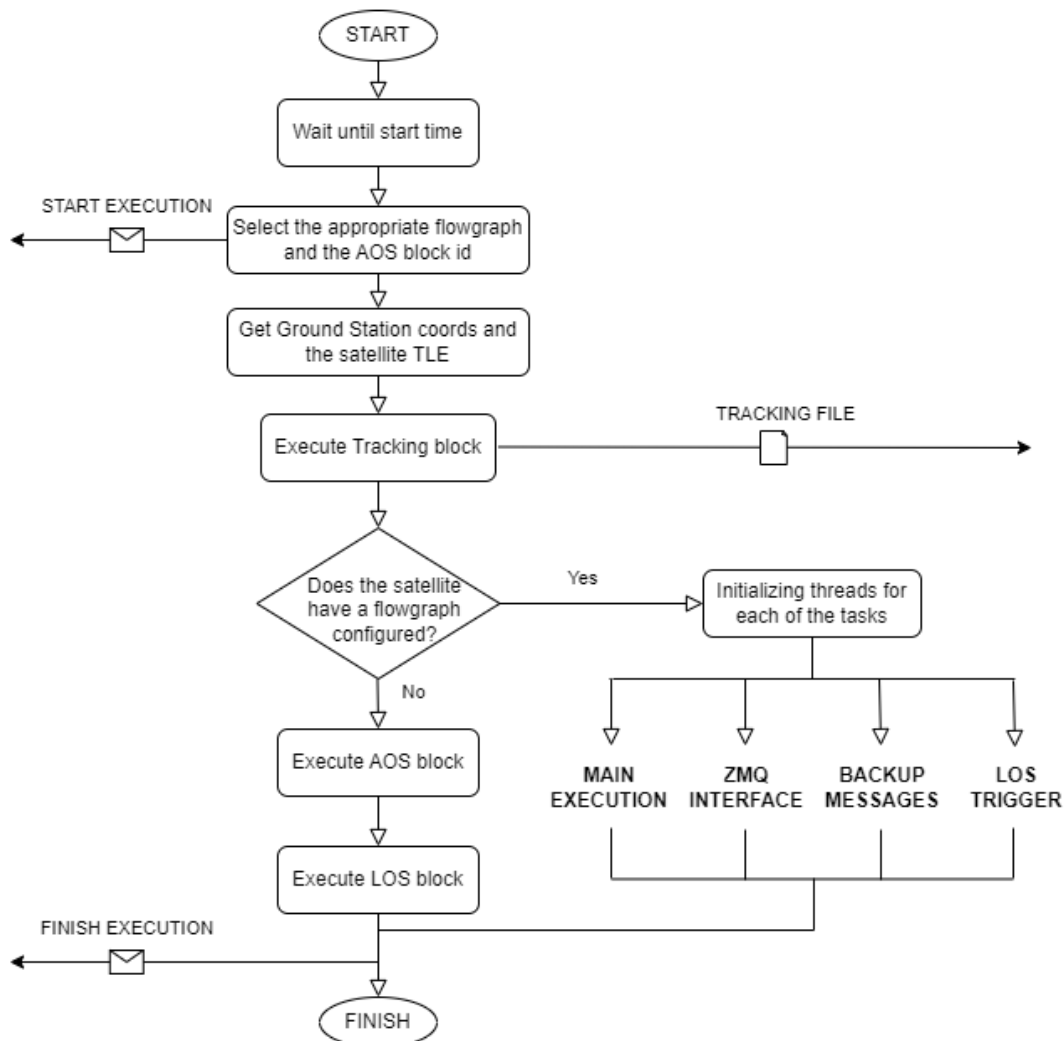 START
Wait until start time
START EXECUTION
Select the appropriate flowgraph
and the AOS block id
Get Ground Station coords and
the satellite TLE
TRACKING FILE
Execute Tracking block
Does the satellite
have a flowgraph
configured?
Yes
Initializing threads for
each of the tasks
No
Execute AOS block
MAIN
EXECUTION
ZMQ
INTERFACE
BACKUP
MESSAGES
LOS
TRIGGER
Execute LOS block
FINISH EXECUTION
FINISH